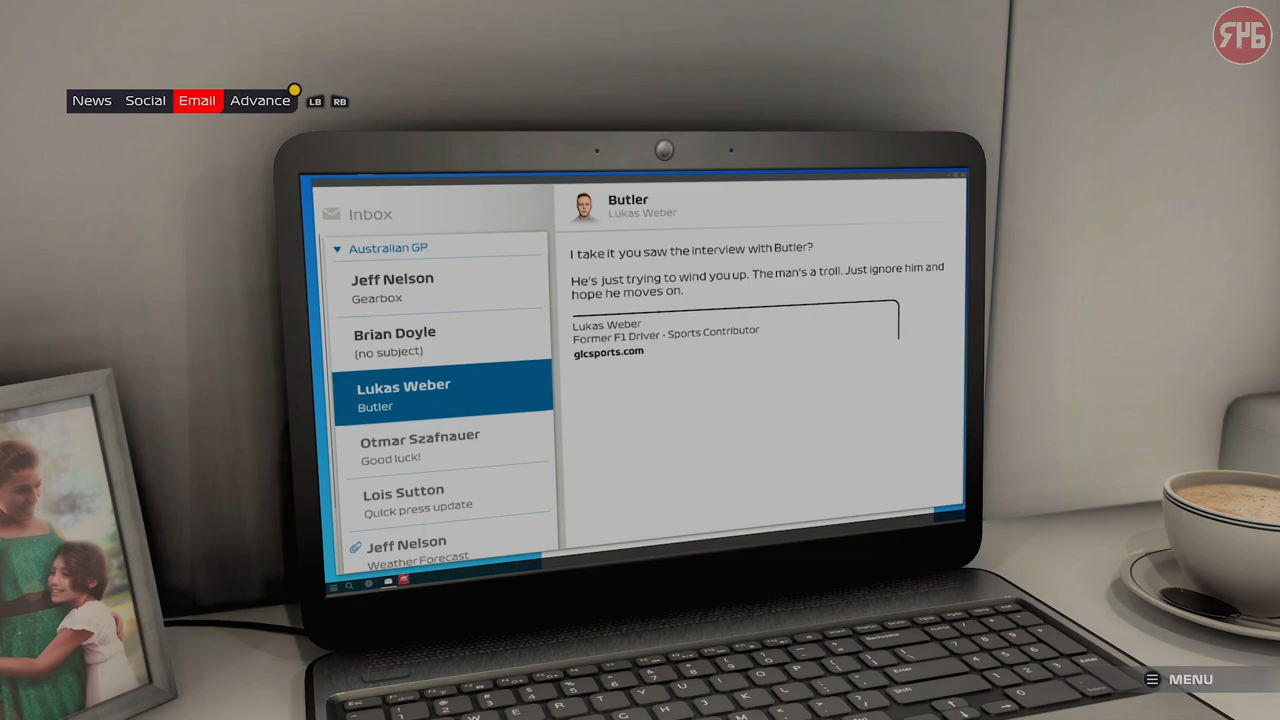 ЯНБ
News Social Email Advance LB RB
Inbox
Australian GP
Jeff Nelson
Gearbox
Brian Doyle
(no subject)
Lukas Weber
Butler
Otmar Szafnauer
Good luck!
Lois Sutton
Quick press update
Jeff Nelson
Weather Forecast
Butler
Lukas Weber
I take it you saw the interview with Butler?
He's just trying to wind you up. The man's a troll. Just ignore him and
hope he moves on.
Lukas Weber
Former F1 Driver - Sports Contributor
glcsports.com
MENU